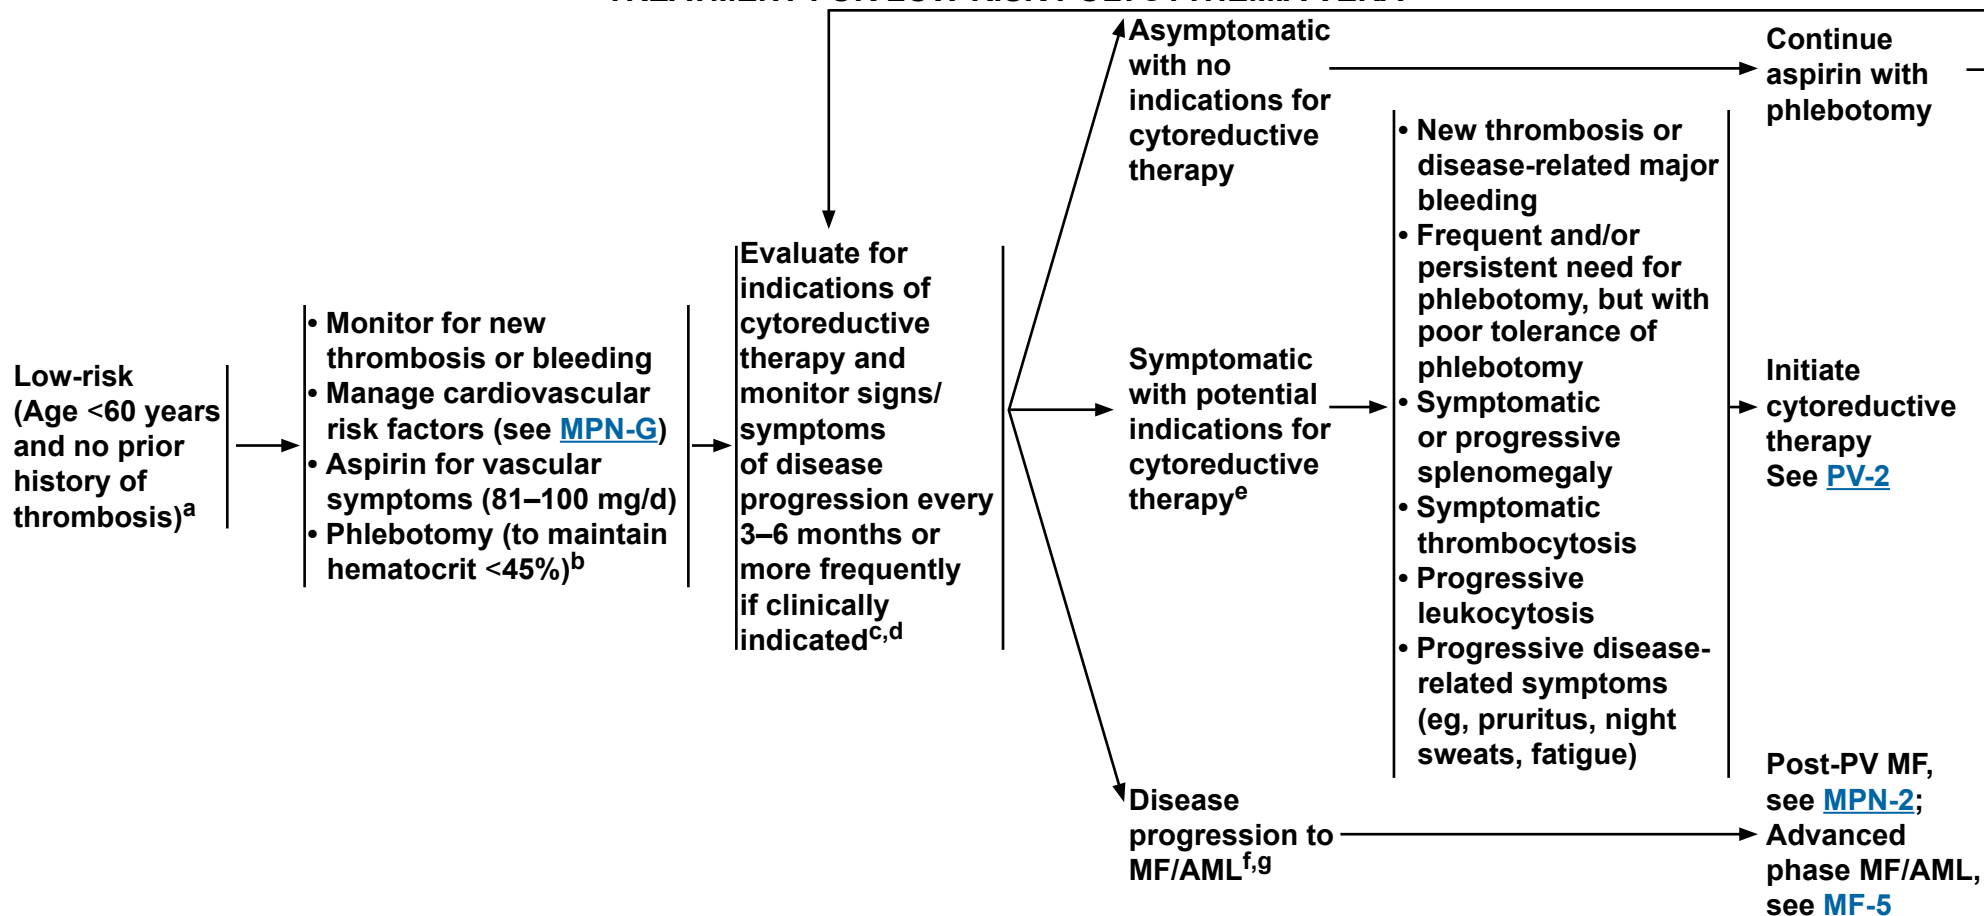 TREATMENT FOR LOW-RISK POLYCYTHEMIA VERA
Low-risk
(Age <60 years
and no prior
history of
thrombosis)a
• Monitor for new
thrombosis or bleeding
• Manage cardiovascular
risk factors (see MPN-G)
• Aspirin for vascular
symptoms (81–100 mg/d)
• Phlebotomy (to maintain
hematocrit <45%)b
Evaluate for
indications of
cytoreductive
therapy and
monitor signs/
symptoms
of disease
progression every
3–6 months or
more frequently
if clinically
indicatedc,d
Asymptomatic
with no
indications for
cytoreductive
therapy
Continue
aspirin with
phlebotomy
Symptomatic
with potential
indications for
cytoreductive
therapye
• New thrombosis or
disease-related major
bleeding
• Frequent and/or
persistent need for
phlebotomy, but with
poor tolerance of
phlebotomy
• Symptomatic
or progressive
splenomegaly
• Symptomatic
thrombocytosis
• Progressive
leukocytosis
• Progressive disease-
related symptoms
(eg, pruritus, night
sweats, fatigue)
Initiate
cytoreductive
therapy
See PV-2
Disease
progression to
MF/AMLf,g
Post-PV MF,
see MPN-2;
Advanced
phase MF/AML,
see MF-5